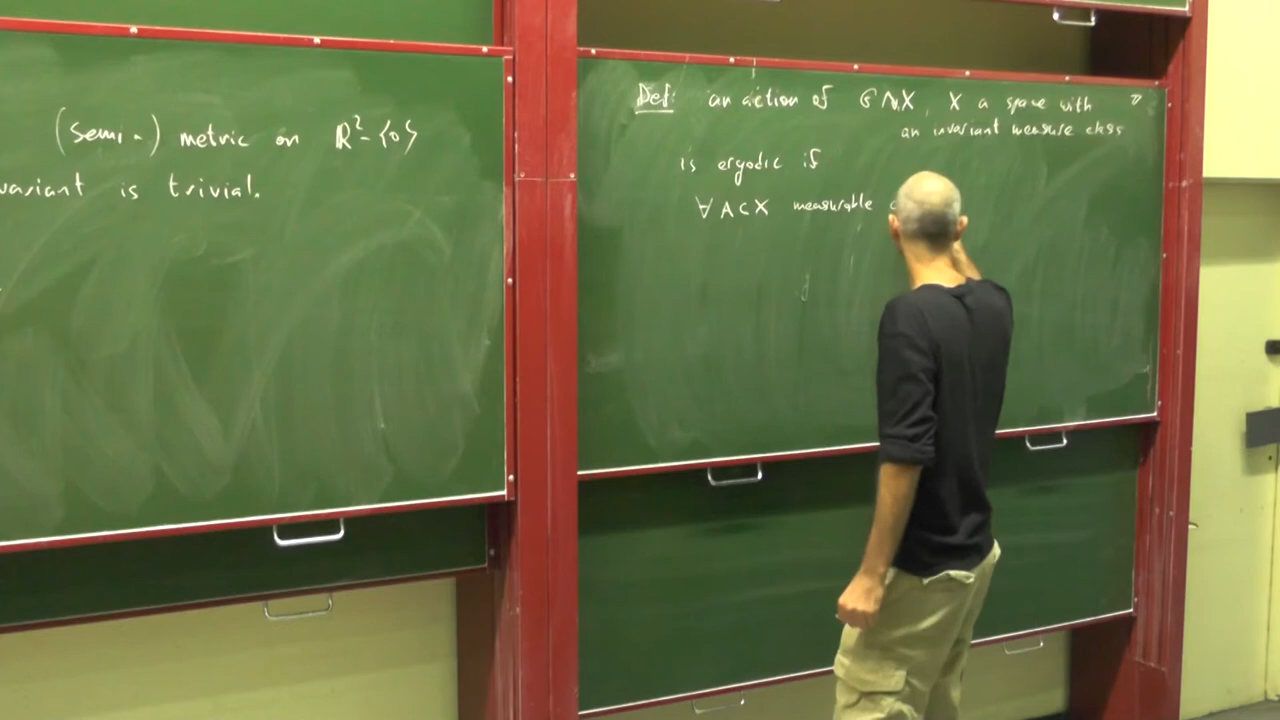 (semi-) metric on ℝ²-{0}
variant is trivial.
Def: an action of G↷X, X a space with
an invariant measure class
is ergodic if
∀A⊂X measurable